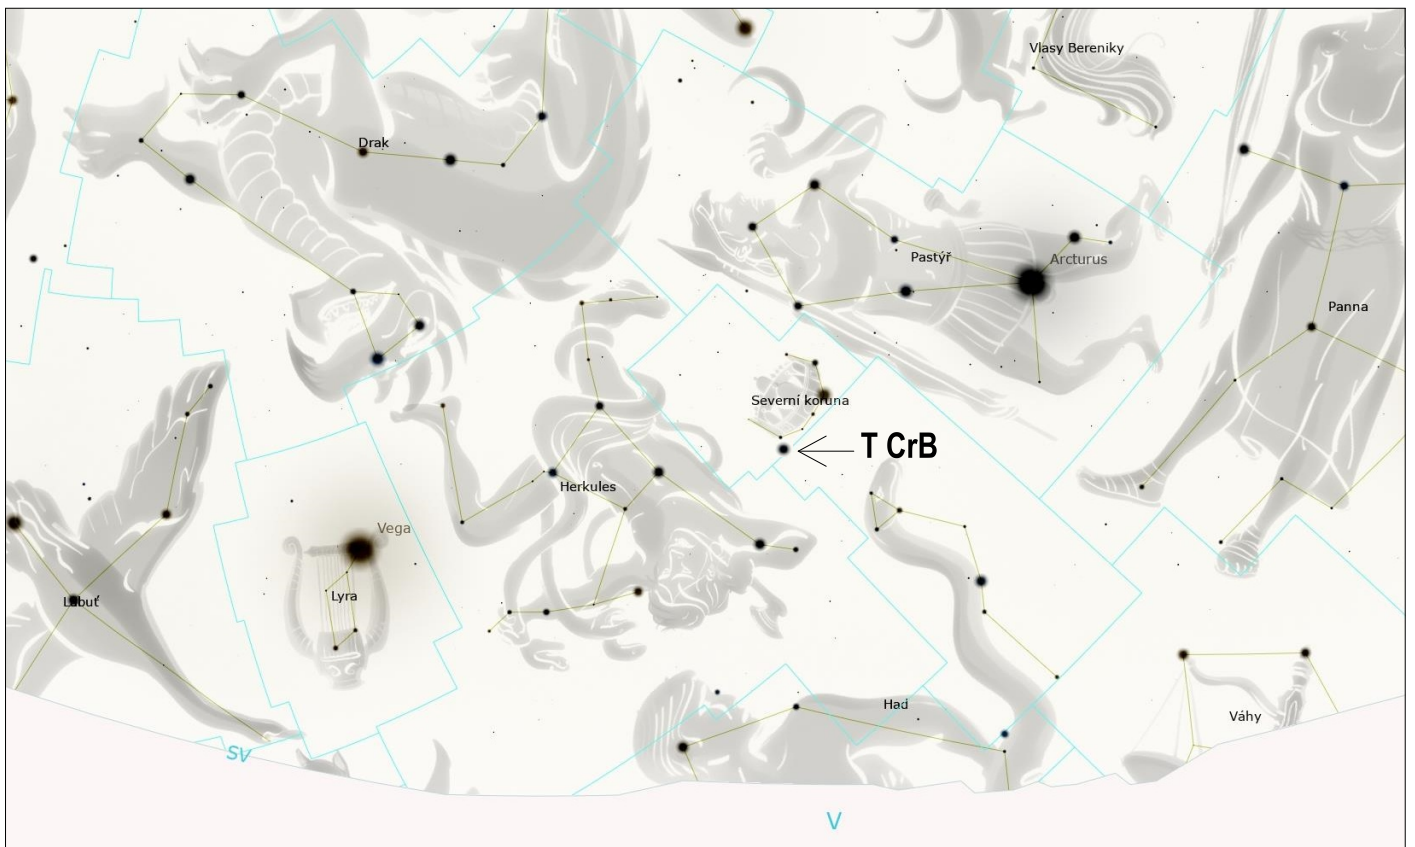 Vlasy Bereniky
Drak
Pastýř
Arcturus
Panna
Severní koruna
T CrB
Herkules
Vega
Lyra
Labuť
Had
Váhy
SV
V